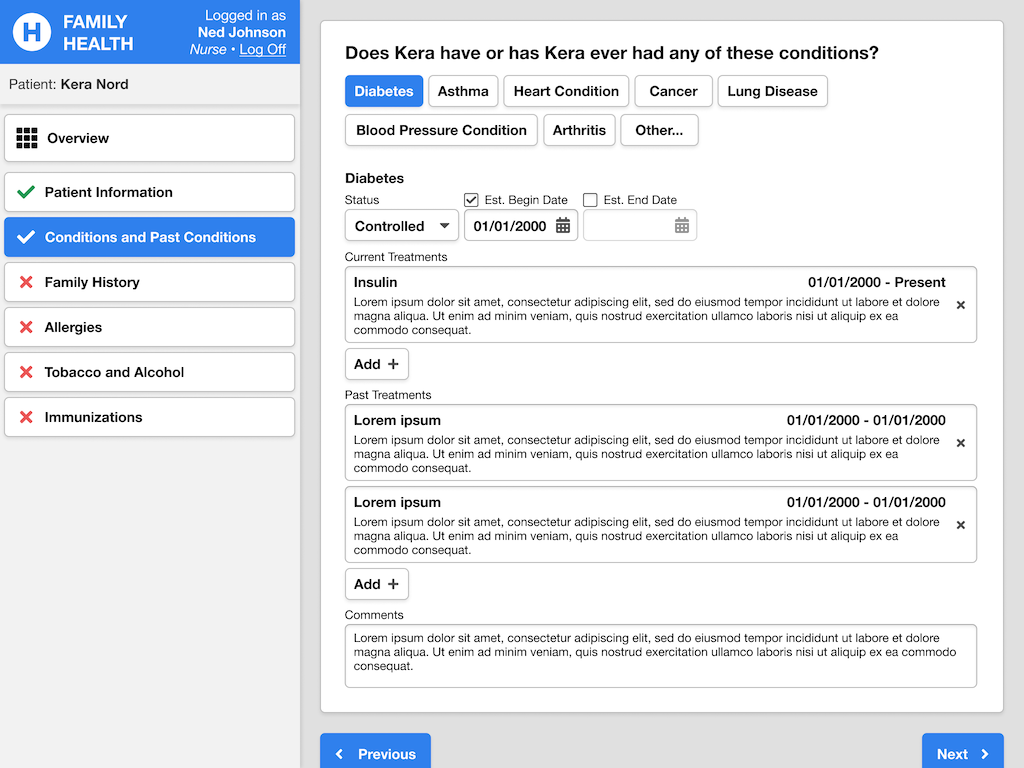 H
FAMILY
HEALTH
Logged in as
Ned Johnson
Nurse • Log Off
Patient: Kera Nord
Overview
Patient Information
Conditions and Past Conditions
Family History
Allergies
Tobacco and Alcohol
Immunizations
Does Kera have or has Kera ever had any of these conditions?
Diabetes Asthma Heart Condition Cancer Lung Disease
Blood Pressure Condition Arthritis Other...
Diabetes
Status Est. Begin Date Est. End Date
Controlled 01/01/2000
Current Treatments
Insulin 01/01/2000 - Present
Lorem ipsum dolor sit amet, consectetur adipiscing elit, sed do eiusmod tempor incididunt ut labore et dolore
magna aliqua. Ut enim ad minim veniam, quis nostrud exercitation ullamco laboris nisi ut aliquip ex ea
commodo consequat.
Add +
Past Treatments
Lorem ipsum 01/01/2000 - 01/01/2000
Lorem ipsum dolor sit amet, consectetur adipiscing elit, sed do eiusmod tempor incididunt ut labore et dolore
magna aliqua. Ut enim ad minim veniam, quis nostrud exercitation ullamco laboris nisi ut aliquip ex ea
commodo consequat.
Lorem ipsum 01/01/2000 - 01/01/2000
Lorem ipsum dolor sit amet, consectetur adipiscing elit, sed do eiusmod tempor incididunt ut labore et dolore
magna aliqua. Ut enim ad minim veniam, quis nostrud exercitation ullamco laboris nisi ut aliquip ex ea
commodo consequat.
Add +
Comments
Lorem ipsum dolor sit amet, consectetur adipiscing elit, sed do eiusmod tempor incididunt ut labore et dolore
magna aliqua. Ut enim ad minim veniam, quis nostrud exercitation ullamco laboris nisi ut aliquip ex ea commodo
consequat.
Previous Next